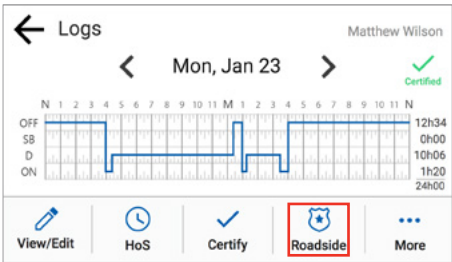 Logs
Matthew Wilson
Mon, Jan 23
Certified
N 1 2 3 4 5 6 7 8 9 10 11 M 1 2 3 4 5 6 7 8 9 10 11 N
OFF 12h34
SB 0h00
D 10h06
ON 1h20
24h00
View/Edit HoS Certify Roadside More